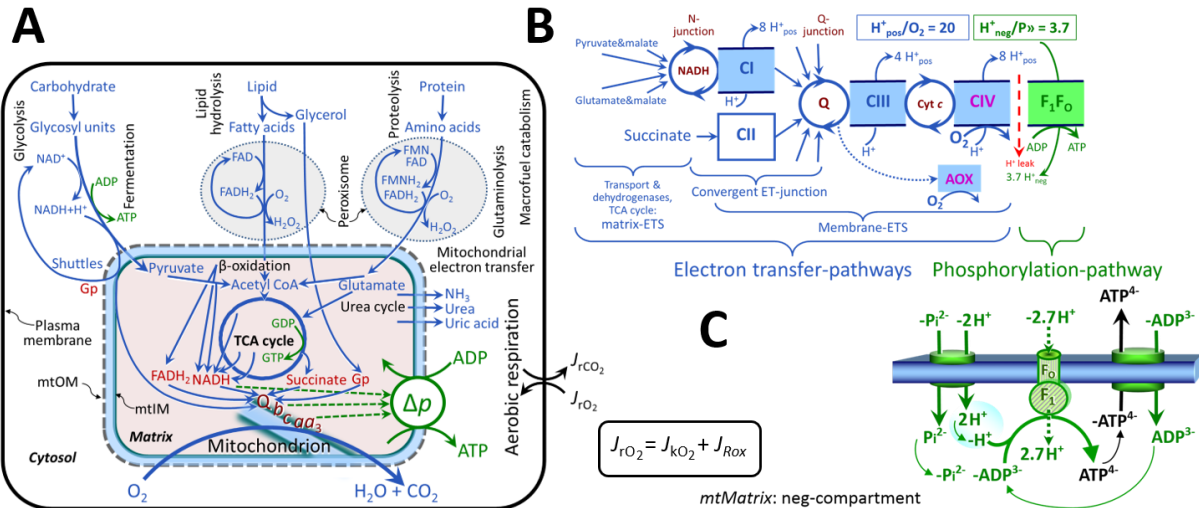 A
Carbohydrate
Glycolysis
Glycosyl units
NAD⁺
ADP
ATP
Fermentation
NADH+H⁺
Shuttles
Gp
Lipid
Lipid hydrolysis
Glycerol
Fatty acids
FAD
FADH₂
O₂
H₂O₂
Peroxisome
Protein
Proteolysis
Amino acids
FMN
FAD
FMNH₂
FADH₂
O₂
H₂O₂
Glutaminolysis
Macrofuel catabolism
Mitochondrial
electron transfer
Pyruvate
β-oxidation
Acetyl CoA
Glutamate
Urea cycle
NH₃
Urea
Uric acid
GDP
GTP
TCA cycle
FADH₂
NADH
Succinate
Gp
Q b c aa₃
Δp
ADP
ATP
Plasma
membrane
mtOM
mtIM
Matrix
Mitochondrion
Cytosol
O₂
H₂O + CO₂
Aerobic respiration
JrCO₂
JrO₂
JrO₂ = JkO₂ + JRox
B
N-
junction
8 H⁺pos
Q-
junction
H⁺pos/O₂ = 20
H⁺neg/P» = 3.7
Pyruvate&malate
NADH
CI
4 H⁺pos
8 H⁺pos
Glutamate&malate
H⁺
Q
CIII
Cyt c
CIV
F₁FO
Succinate
CII
H⁺
O₂
H⁺
H⁺ leak
3.7 H⁺neg
ADP
ATP
AOX
O₂
Transport &
dehydrogenases,
TCA cycle:
matrix-ETS
Convergent ET-junction
Membrane-ETS
Electron transfer-pathways
Phosphorylation-pathway
C
-Pi²⁻
-2H⁺
-2.7H⁺
ATP⁴⁻
-ADP³⁻
FO
F₁
2H⁺
-H⁺
-ATP⁴⁻
Pi²⁻
2.7H⁺
ADP³⁻
-Pi²⁻
-ADP³⁻
ATP⁴⁻
mtMatrix: neg-compartment